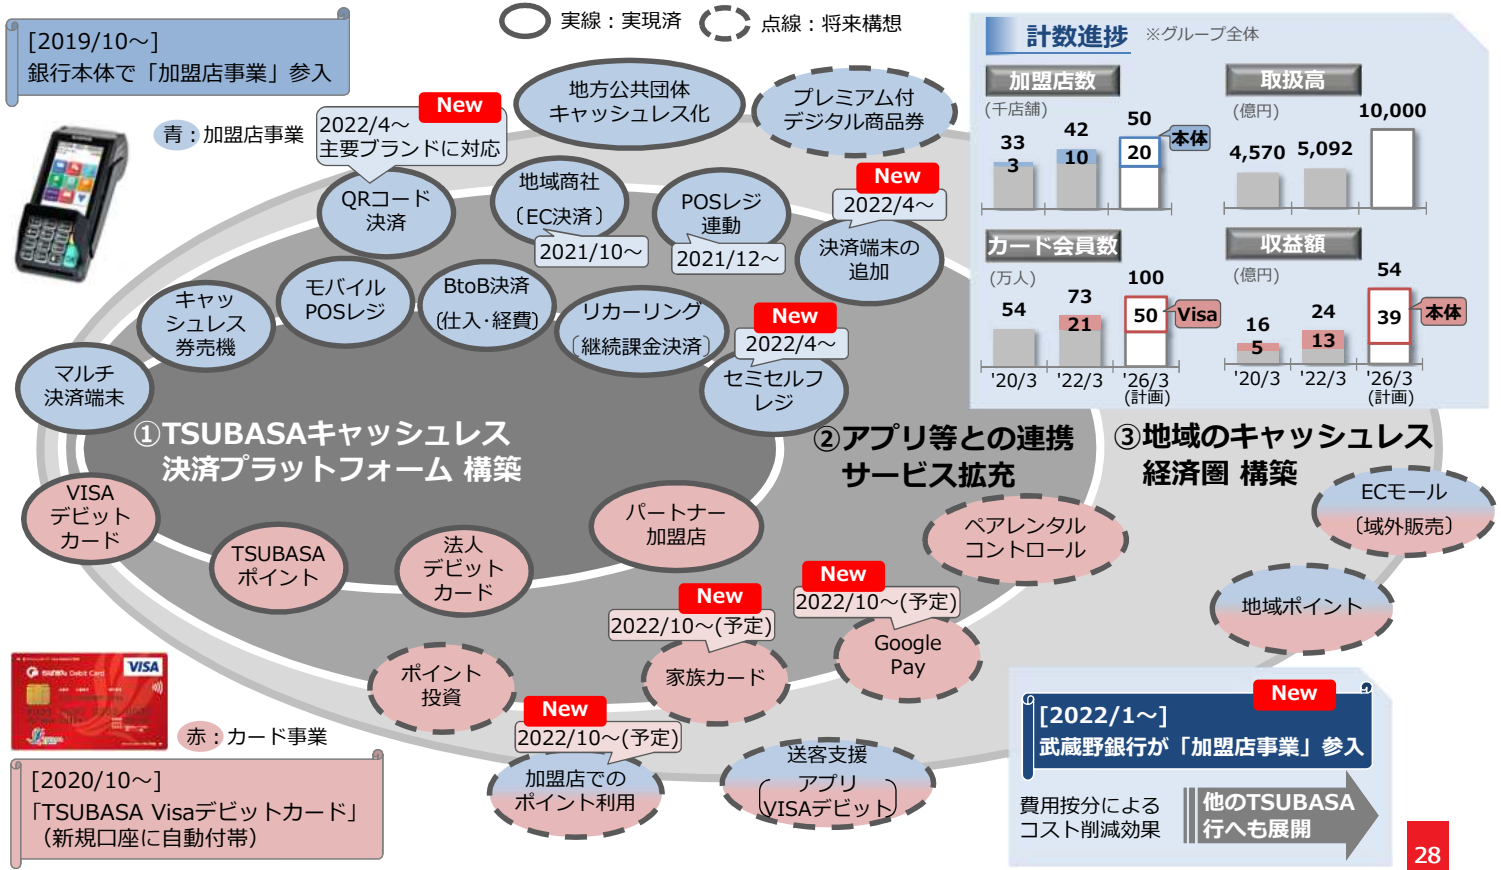 [2019/10～]
銀行本体で「加盟店事業」参入
実線：実現済
点線：将来構想
青：加盟店事業
地方公共団体
キャッシュレス化
プレミアム付
デジタル商品券
New
2022/4～
主要ブランドに対応
QRコード
決済
地域商社
〔EC決済〕
2021/10～
POSレジ
連動
2021/12～
New
2022/4～
決済端末の
追加
キャッ
シュレス
券売機
モバイル
POSレジ
BtoB決済
(仕入・経費)
リカーリング
〔継続課金決済〕
New
2022/4～
セミセルフ
レジ
マルチ
決済端末
①TSUBASAキャッシュレス
決済プラットフォーム 構築
②アプリ等との連携
サービス拡充
③地域のキャッシュレス
経済圏 構築
VISA
デビット
カード
TSUBASA
ポイント
法人
デビット
カード
パートナー
加盟店
ペアレンタル
コントロール
ECモール
〔域外販売〕
地域ポイント
New
2022/10～(予定)
Google
Pay
New
2022/10～(予定)
家族カード
ポイント
投資
New
2022/10～(予定)
加盟店での
ポイント利用
送客支援
アプリ
VISAデビット
VISA
Debit Card
赤：カード事業
[2020/10～]
「TSUBASA Visaデビットカード」
（新規口座に自動付帯）
計数進捗
※グループ全体
加盟店数
(千店舗)
33
3
42
10
50
20
本体
取扱高
(億円)
4,570
5,092
10,000
カード会員数
(万人)
54
73
21
100
50
Visa
'20/3
'22/3
'26/3
(計画)
収益額
(億円)
16
5
24
13
54
39
本体
'20/3
'22/3
'26/3
(計画)
New
[2022/1～]
武蔵野銀行が「加盟店事業」参入
費用按分による
コスト削減効果
他のTSUBASA
行へも展開
28